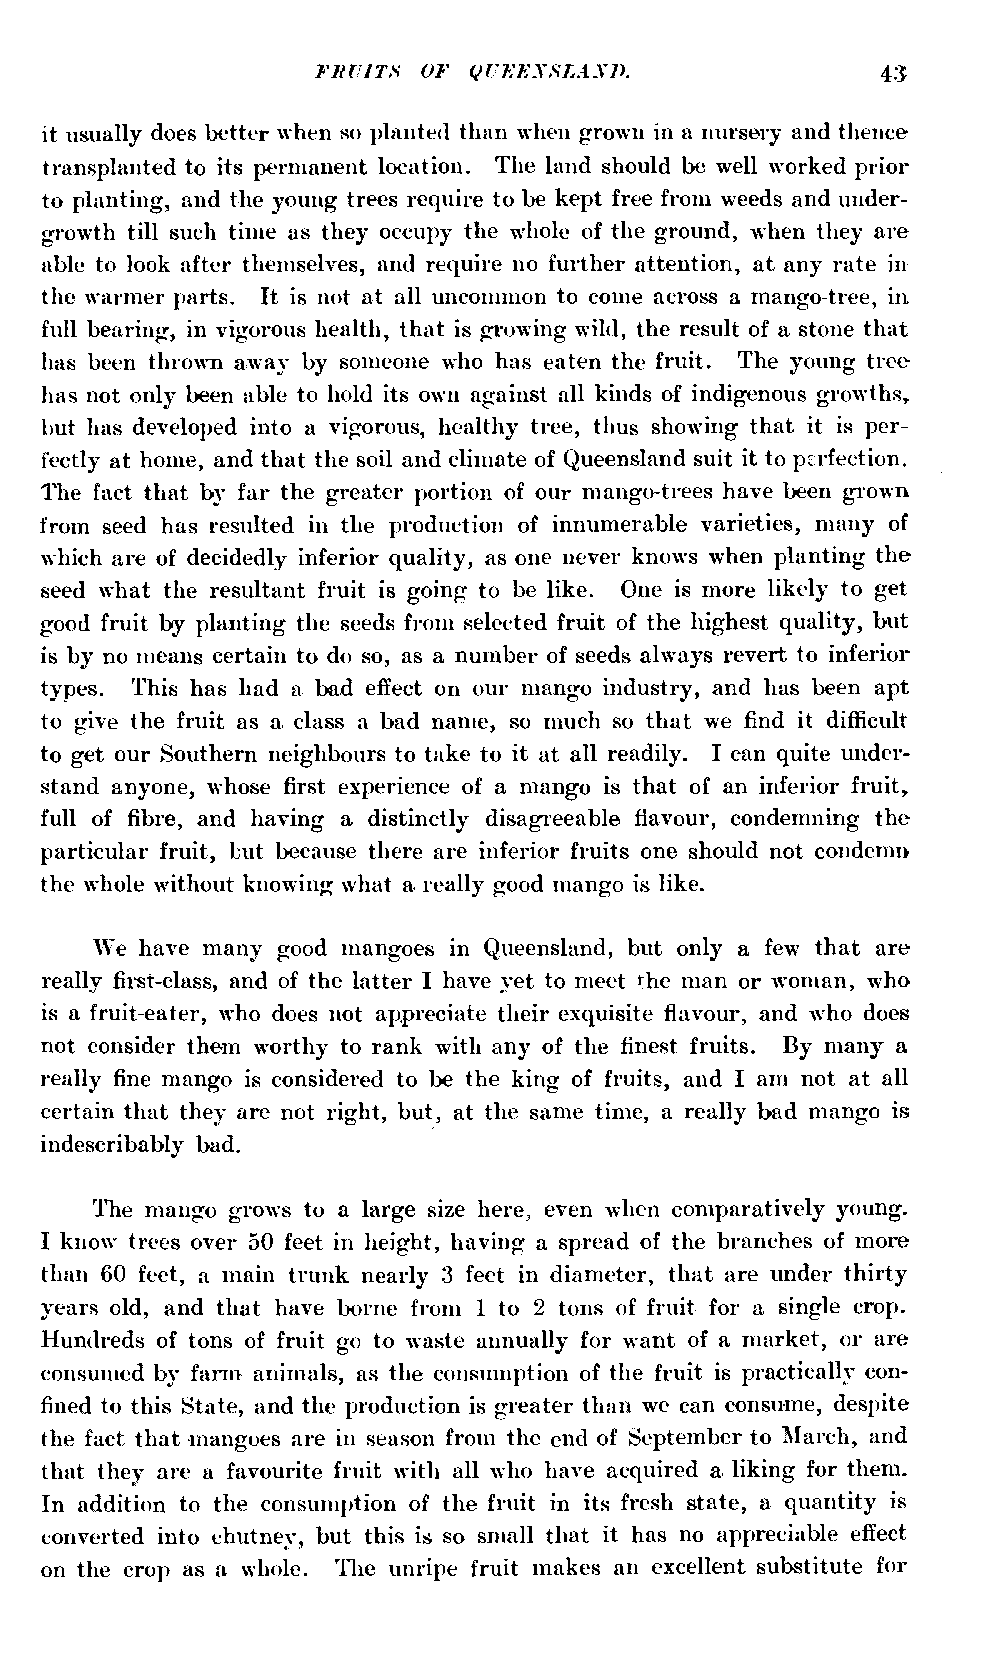 FRUITS OF QUEENSLAND. 43
it usually does better when so planted than when grown in a nursery and thence
transplanted to its permanent location. The land should be well worked prior
to planting, and the young trees require to be kept free from weeds and under-
growth till such time as they occupy the whole of the ground, when they are
able to look after themselves, and require no further attention, at any rate in
the warmer parts. It is not at all uncommon to come across a mango-tree, in
full bearing, in vigorous health, that is growing wild, the result of a stone that
has been thrown away by someone who has eaten the fruit. The young tree
has not only been able to hold its own against all kinds of indigenous growths,
but has developed into a vigorous, healthy tree, thus showing that it is per-
fectly at home, and that the soil and climate of Queensland suit it to perfection.
The fact that by far the greater portion of our mango-trees have been grown
from seed has resulted in the production of innumerable varieties, many of
which are of decidedly inferior quality, as one never knows when planting the
seed what the resultant fruit is going to be like. One is more likely to get
good fruit by planting the seeds from selected fruit of the highest quality, but
is by no means certain to do so, as a number of seeds always revert to inferior
types. This has had a bad effect on our mango industry, and has been apt
to give the fruit as a class a bad name, so much so that we find it difficult
to get our Southern neighbours to take to it at all readily. I can quite under-
stand anyone, whose first experience of a mango is that of an inferior fruit,
full of fibre, and having a distinctly disagreeable flavour, condemning the
particular fruit, but because there are inferior fruits one should not condemn
the whole without knowing what a really good mango is like.
We have many good mangoes in Queensland, but only a few that are
really first-class, and of the latter I have yet to meet the man or woman, who
is a fruit-eater, who does not appreciate their exquisite flavour, and who does
not consider them worthy to rank with any of the finest fruits. By many a
really fine mango is considered to be the king of fruits, and I am not at all
certain that they are not right, but, at the same time, a really bad mango is
indescribably bad.
The mango grows to a large size here, even when comparatively young.
I know trees over 50 feet in height, having a spread of the branches of more
than 60 feet, a main trunk nearly 3 feet in diameter, that are under thirty
years old, and that have borne from 1 to 2 tons of fruit for a single crop.
Hundreds of tons of fruit go to waste annually for want of a market, or are
consumed by farm animals, as the consumption of the fruit is practically con-
fined to this State, and the production is greater than we can consume, despite
the fact that mangoes are in season from the end of September to March, and
that they are a favourite fruit with all who have acquired a liking for them.
In addition to the consumption of the fruit in its fresh state, a quantity is
converted into chutney, but this is so small that it has no appreciable effect
on the crop as a whole. The unripe fruit makes an excellent substitute for